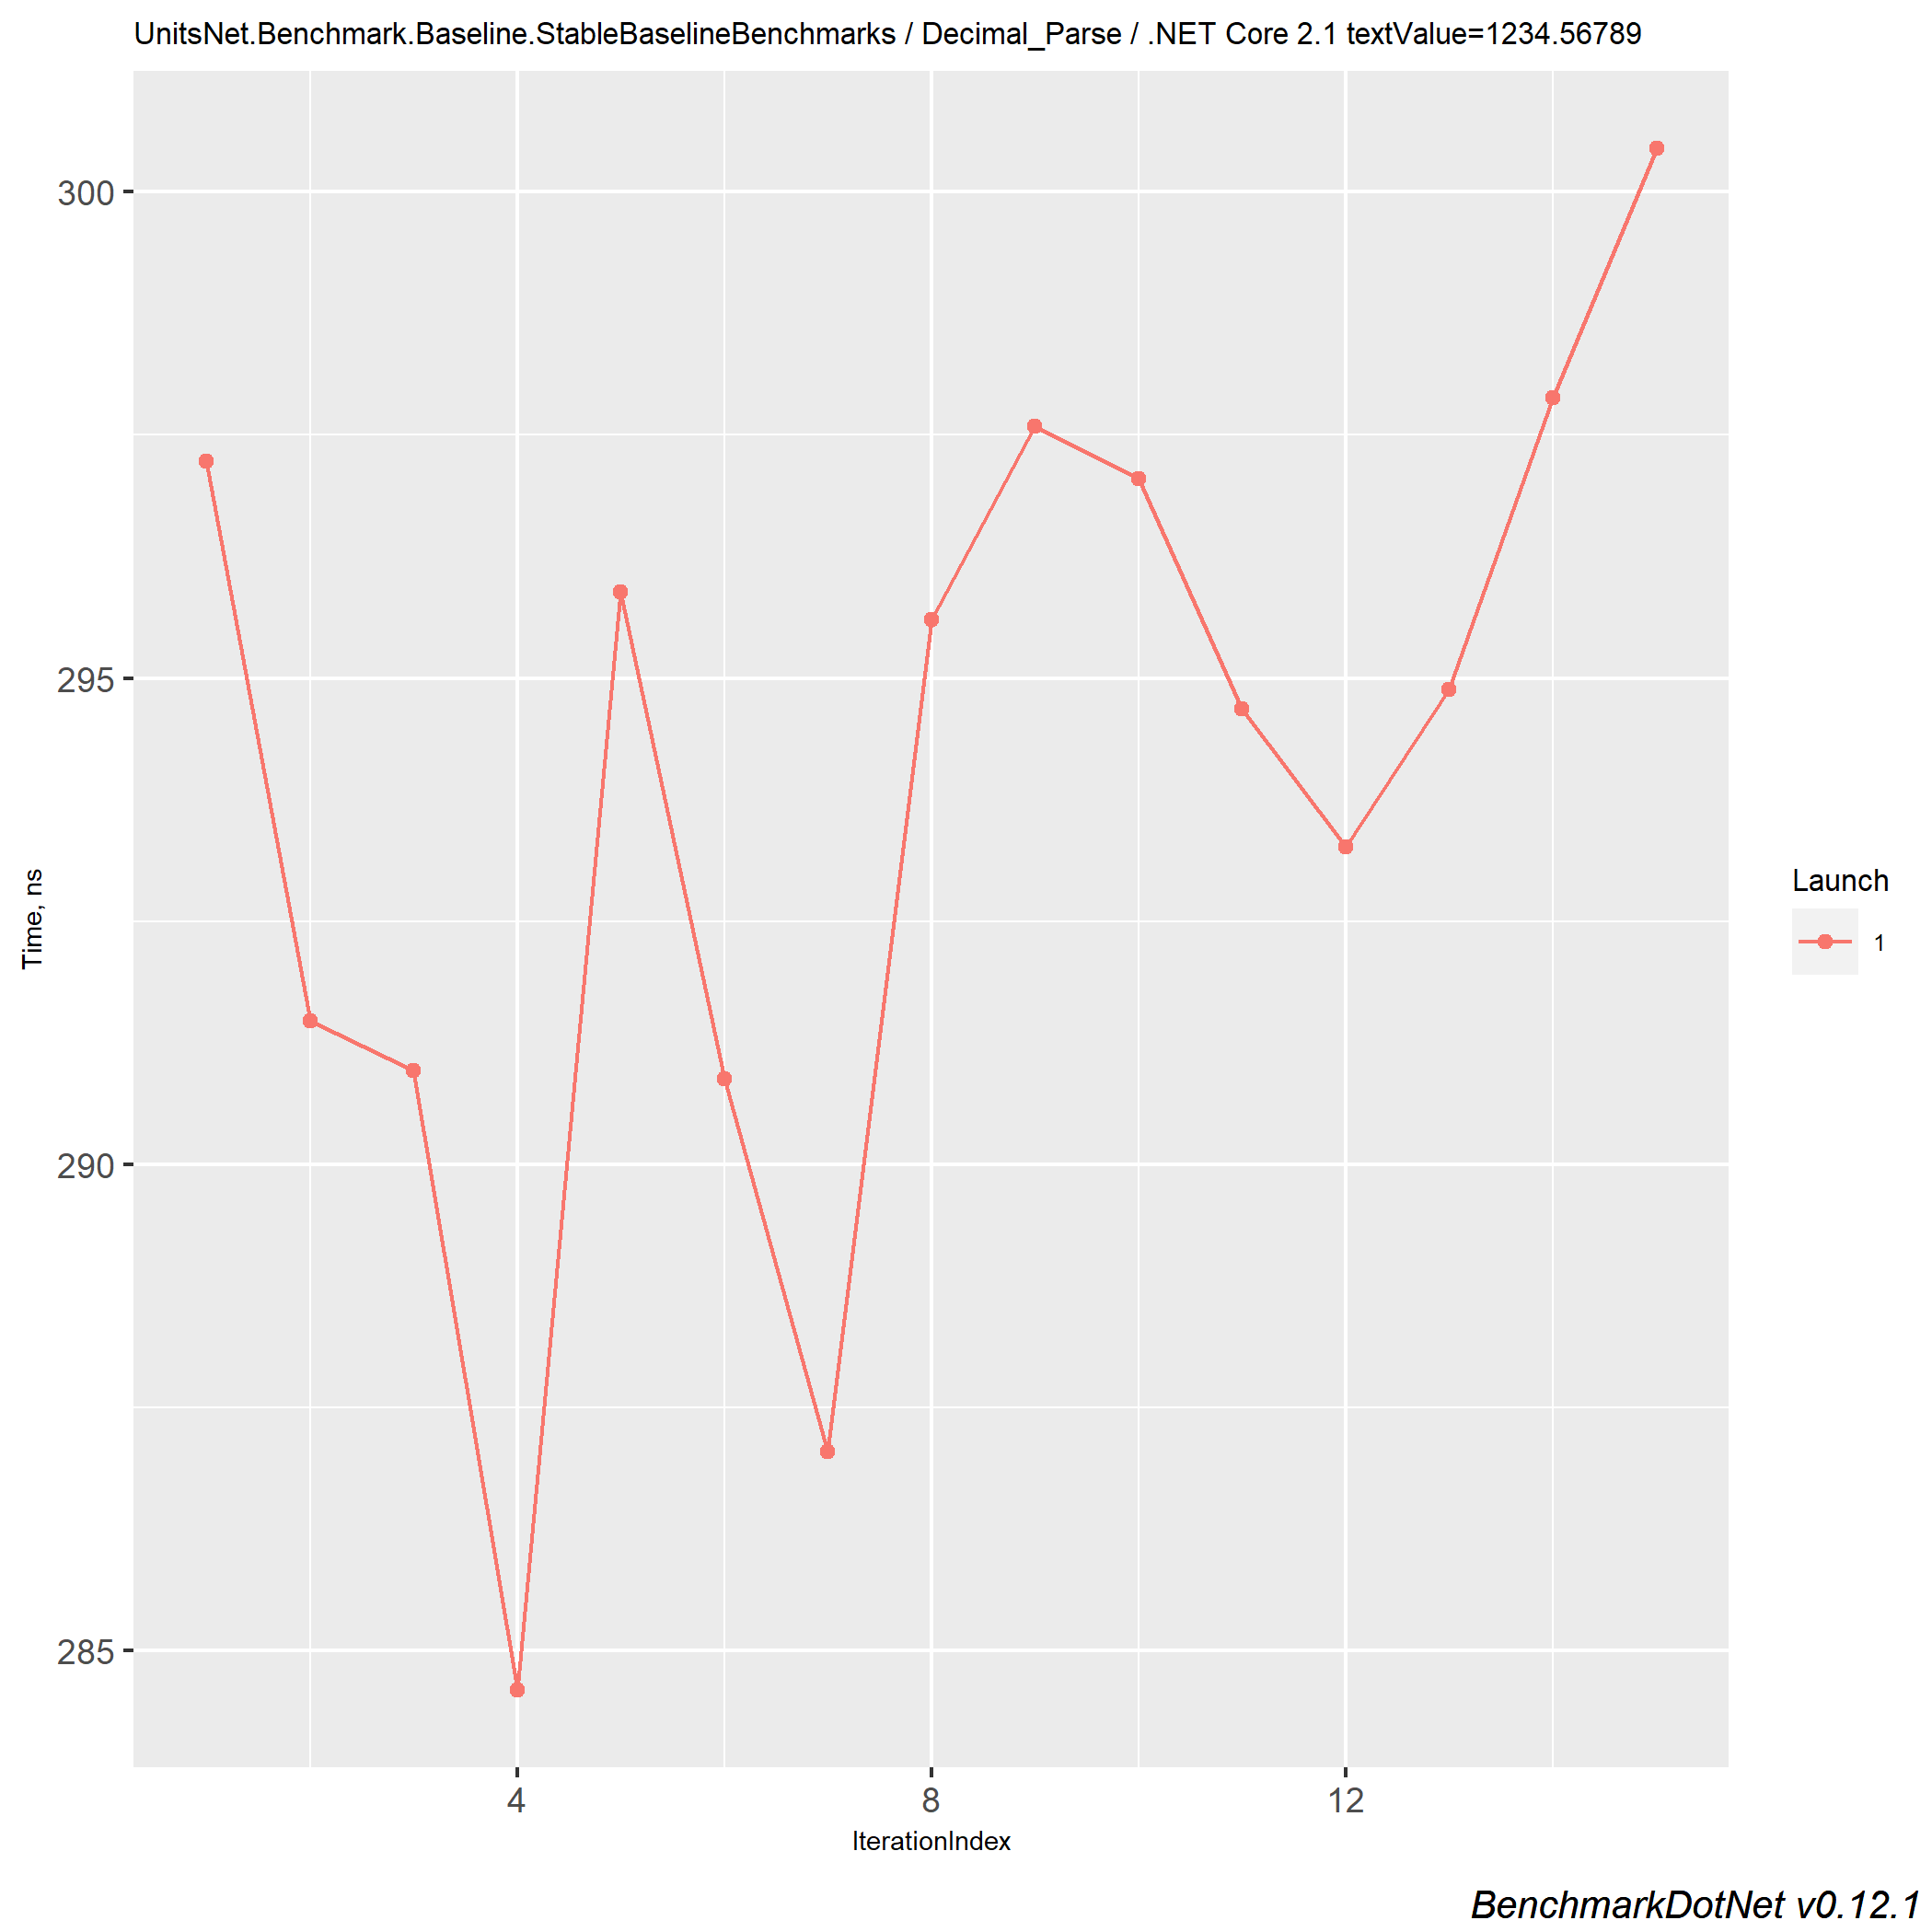 UnitsNet.Benchmark.Baseline.StableBaselineBenchmarks / Decimal_Parse / .NET Core 2.1 textValue=1234.56789
300
295
290
285
Time, ns
Launch
1
4 8 12
IterationIndex
BenchmarkDotNet v0.12.1